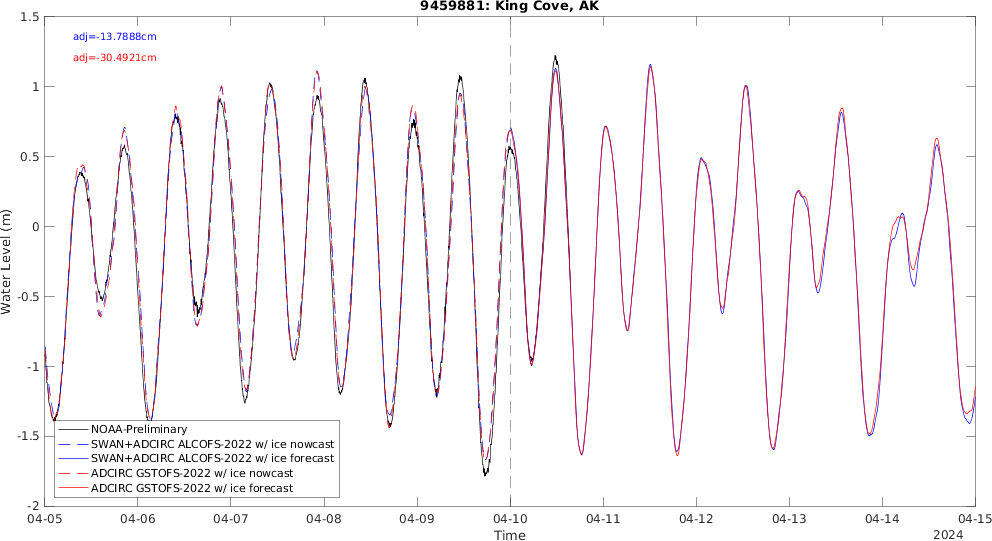 9459881: King Cove, AK
adj=-13.7888cm
adj=-30.4921cm
Water Level (m)
1.5
1
0.5
0
-0.5
-1
-1.5
-2
NOAA-Preliminary
SWAN+ADCIRC ALCOFS-2022 w/ ice nowcast
SWAN+ADCIRC ALCOFS-2022 w/ ice forecast
ADCIRC GSTOFS-2022 w/ ice nowcast
ADCIRC GSTOFS-2022 w/ ice forecast
04-05 04-06 04-07 04-08 04-09 04-10 04-11 04-12 04-13 04-14 04-15
Time
2024